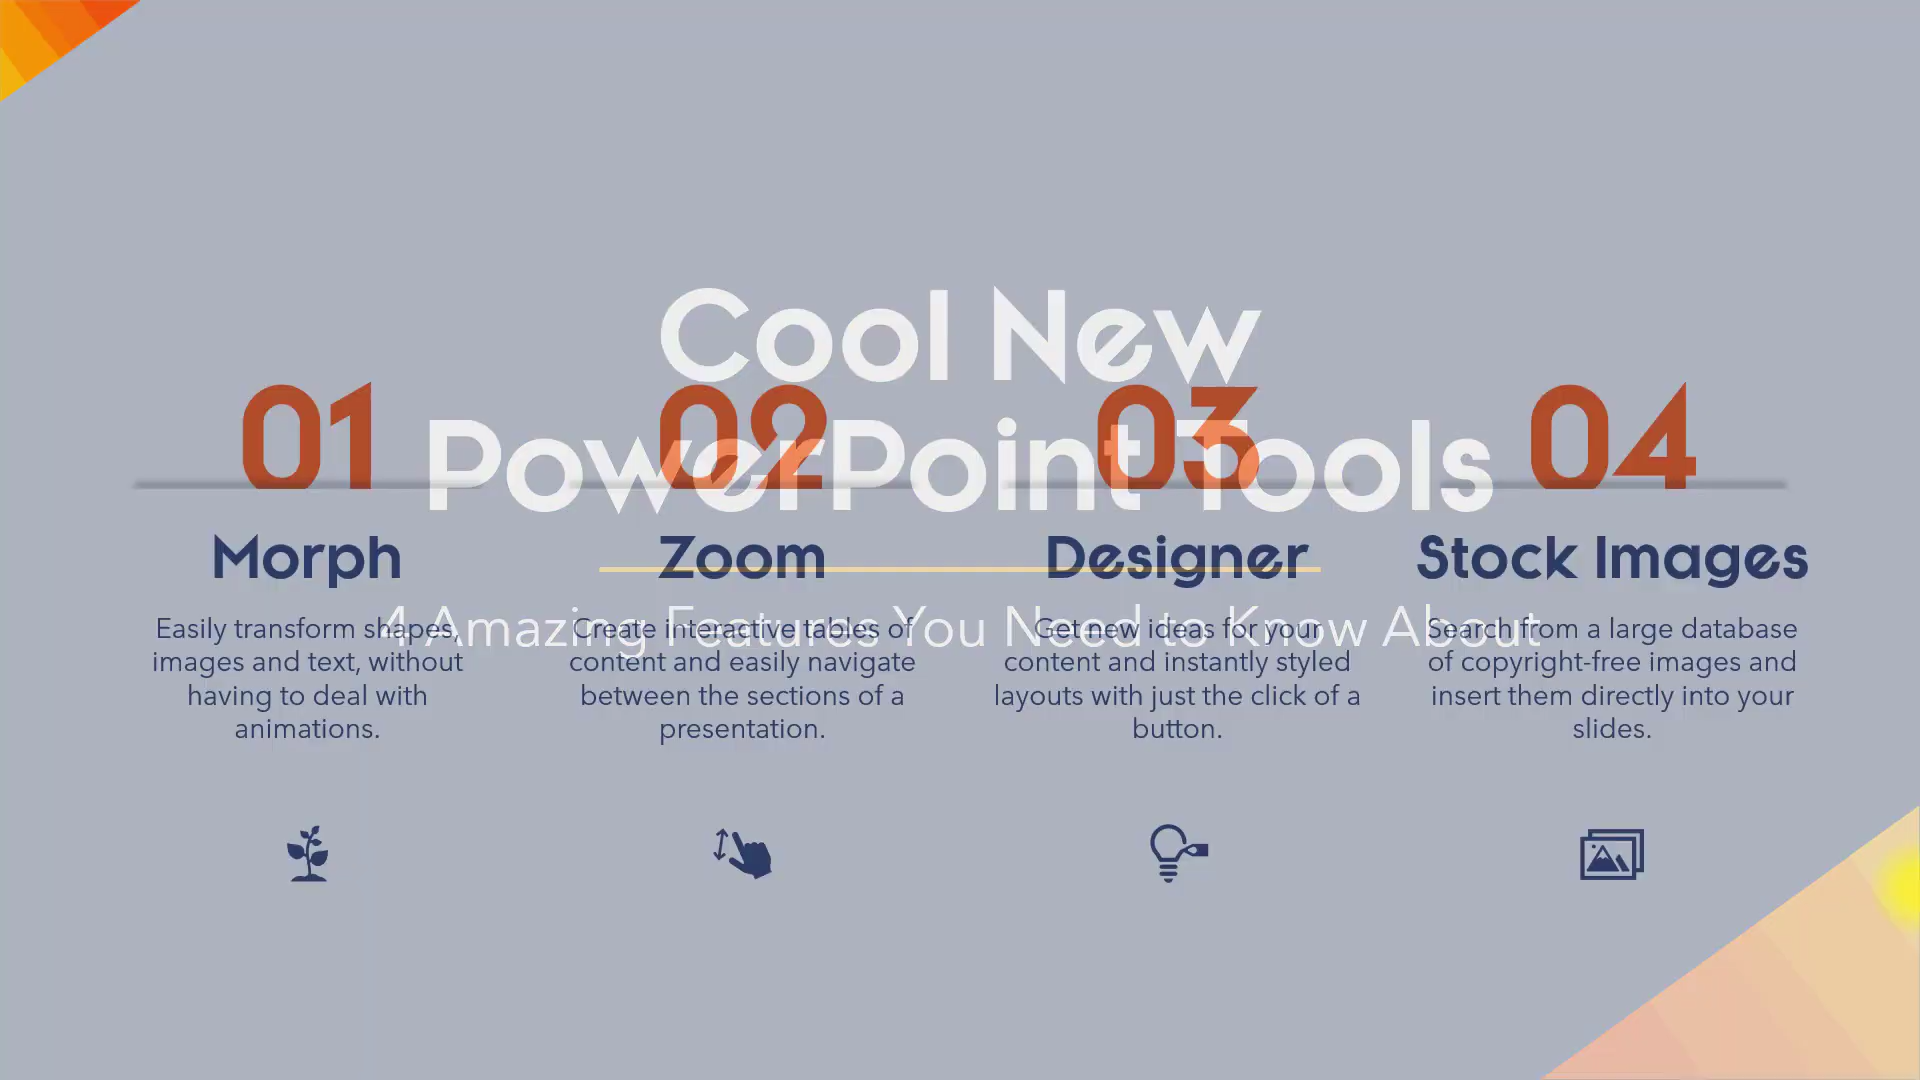 Cool New
PowerPoint Tools
4 Amazing Features You Need to Know About
01
Morph
Easily transform shapes,
images and text, without
having to deal with
animations.
02
Zoom
Create interactive tables of
content and easily navigate
between the sections of a
presentation.
03
Designer
Get new ideas for your
content and instantly styled
layouts with just the click of a
button.
04
Stock Images
Search from a large database
of copyright-free images and
insert them directly into your
slides.